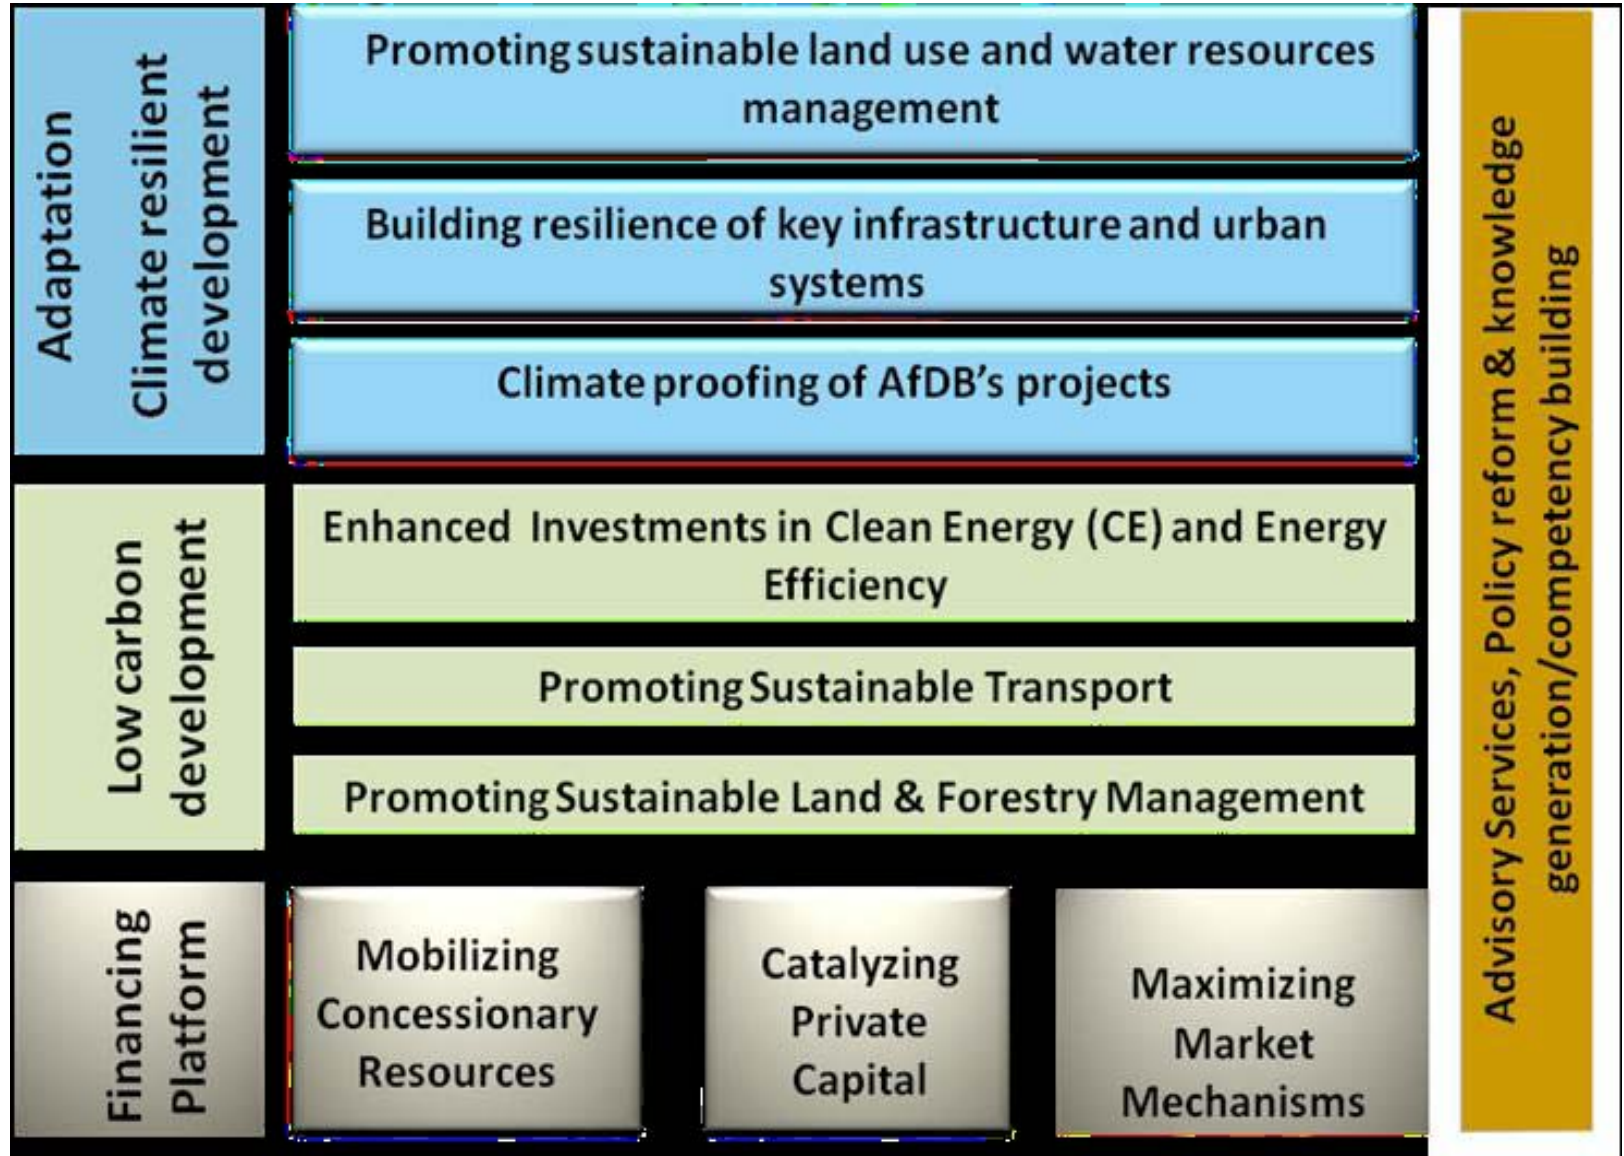 Adaptation
Climate resilient
development
Promoting sustainable land use and water resources
management
Building resilience of key infrastructure and urban
systems
Climate proofing of AfDB's projects
Low carbon
development
Enhanced Investments in Clean Energy (CE) and Energy
Efficiency
Promoting Sustainable Transport
Promoting Sustainable Land & Forestry Management
Financing
Platform
Mobilizing
Concessionary
Resources
Catalyzing
Private
Capital
Maximizing
Market
Mechanisms
Advisory Services, Policy reform & knowledge
generation/competency building